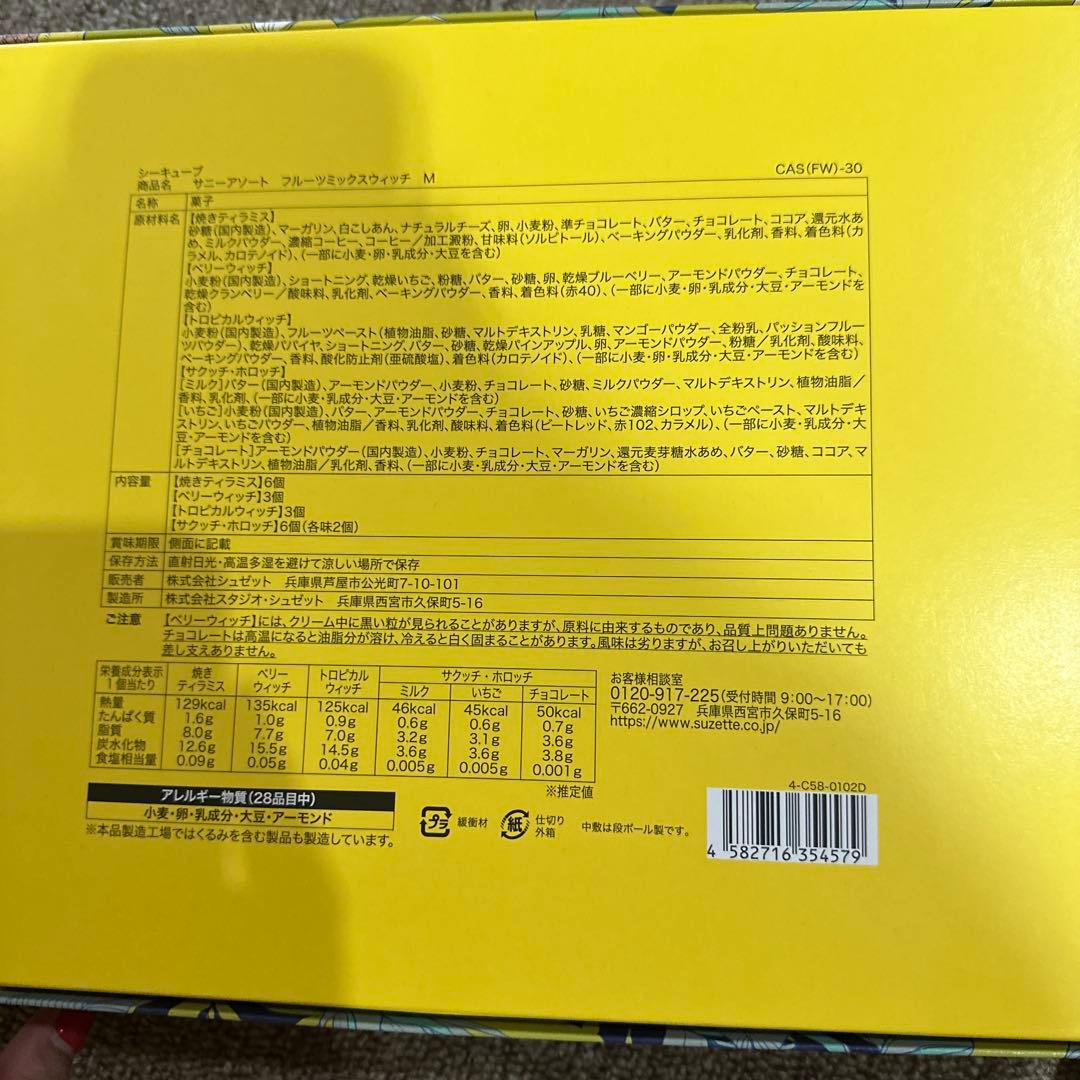 シーキューブ
商品名 サニーアソート フルーツミックスウィッチ M
CAS(FW)-30
名称 菓子
原材料名 【焼きティラミス】
砂糖(国内製造)、マーガリン、白こしあん、ナチュラルチーズ、卵、小麦粉、準チョコレート、バター、チョコレート、ココア、還元水あ
め、ミルクパウダー、濃縮コーヒー、コーヒー/加工澱粉、甘味料(ソルビトール)、ベーキングパウダー、乳化剤、香料、着色料(カ
ラメル、カロテノイド)、(一部に小麦・卵・乳成分・大豆を含む)
【ベリーウィッチ】
小麦粉(国内製造)、ショートニング、乾燥いちご、粉糖、バター、砂糖、卵、乾燥ブルーベリー、アーモンドパウダー、チョコレート、
乾燥クランベリー/酸味料、乳化剤、ベーキングパウダー、香料、着色料(赤40)、(一部に小麦・卵・乳成分・大豆・アーモンドを
含む)
【トロピカルウィッチ】
小麦粉(国内製造)、フルーツペースト(植物油脂、砂糖、マルトデキストリン、乳糖、マンゴーパウダー、全粉乳、パッションフルー
ツパウダー)、乾燥パパイヤ、ショートニング、バター、砂糖、乾燥パインアップル、卵、アーモンドパウダー、粉糖/乳化剤、酸味料、
ベーキングパウダー、香料、酸化防止剤(亜硫酸塩)、着色料(カロテノイド)、(一部に小麦・卵・乳成分・大豆・アーモンドを含む)
【サクッチ・ホロッチ】
[ミルク]バター(国内製造)、アーモンドパウダー、小麦粉、チョコレート、砂糖、ミルクパウダー、マルトデキストリン、植物油脂/
香料、乳化剤、(一部に小麦・乳成分・大豆・アーモンドを含む)
[いちご]小麦粉(国内製造)、バター、アーモンドパウダー、チョコレート、砂糖、いちご濃縮シロップ、いちごペースト、マルトデキ
ストリン、いちごパウダー、植物油脂/香料、乳化剤、酸味料、着色料(ビートレッド、赤102、カラメル)、(一部に小麦・乳成分・大
豆・アーモンドを含む)
[チョコレート]アーモンドパウダー(国内製造)、小麦粉、チョコレート、マーガリン、還元麦芽糖水あめ、バター、砂糖、ココア、マ
ルトデキストリン、植物油脂/乳化剤、香料、(一部に小麦・乳成分・大豆・アーモンドを含む)
内容量 【焼きティラミス】6個
【ベリーウィッチ】3個
【トロピカルウィッチ】3個
【サクッチ・ホロッチ】6個(各味2個)
賞味期限 側面に記載
保存方法 直射日光・高温多湿を避けて涼しい場所で保存
販売者 株式会社シュゼット 兵庫県芦屋市公光町7-10-101
製造所 株式会社スタジオ・シュゼット 兵庫県西宮市久保町5-16
ご注意 【ベリーウィッチ】には、クリーム中に黒い粒が見られることがありますが、原料に由来するものであり、品質上問題ありません。
チョコレートは高温になると油脂分が溶け、冷えると白く固まることがあります。風味は劣りますが、お召し上がりいただいても
差し支えありません。
栄養成分表示 1個当たり 焼きティラミス ベリーウィッチ トロピカルウィッチ サクッチ・ホロッチ
ミルク いちご チョコレート
熱量 129kcal 135kcal 125kcal 46kcal 45kcal 50kcal
たんぱく質 1.6g 1.0g 0.9g 0.6g 0.6g 0.7g
脂質 8.0g 7.7g 7.0g 3.2g 3.1g 3.6g
炭水化物 12.6g 15.5g 14.5g 3.6g 3.6g 3.8g
食塩相当量 0.09g 0.05g 0.04g 0.005g 0.005g 0.001g
※推定値
お客様相談室
0120-917-225(受付時間 9:00〜17:00)
〒662-0927 兵庫県西宮市久保町5-16
https://www.suzette.co.jp/
アレルギー物質(28品目中)
小麦・卵・乳成分・大豆・アーモンド
※本品製造工場ではくるみを含む製品も製造しています。
プラ 緩衝材
紙 仕切り
外箱
中敷は段ボール製です。
4-C58-0102D
4 582716 354579